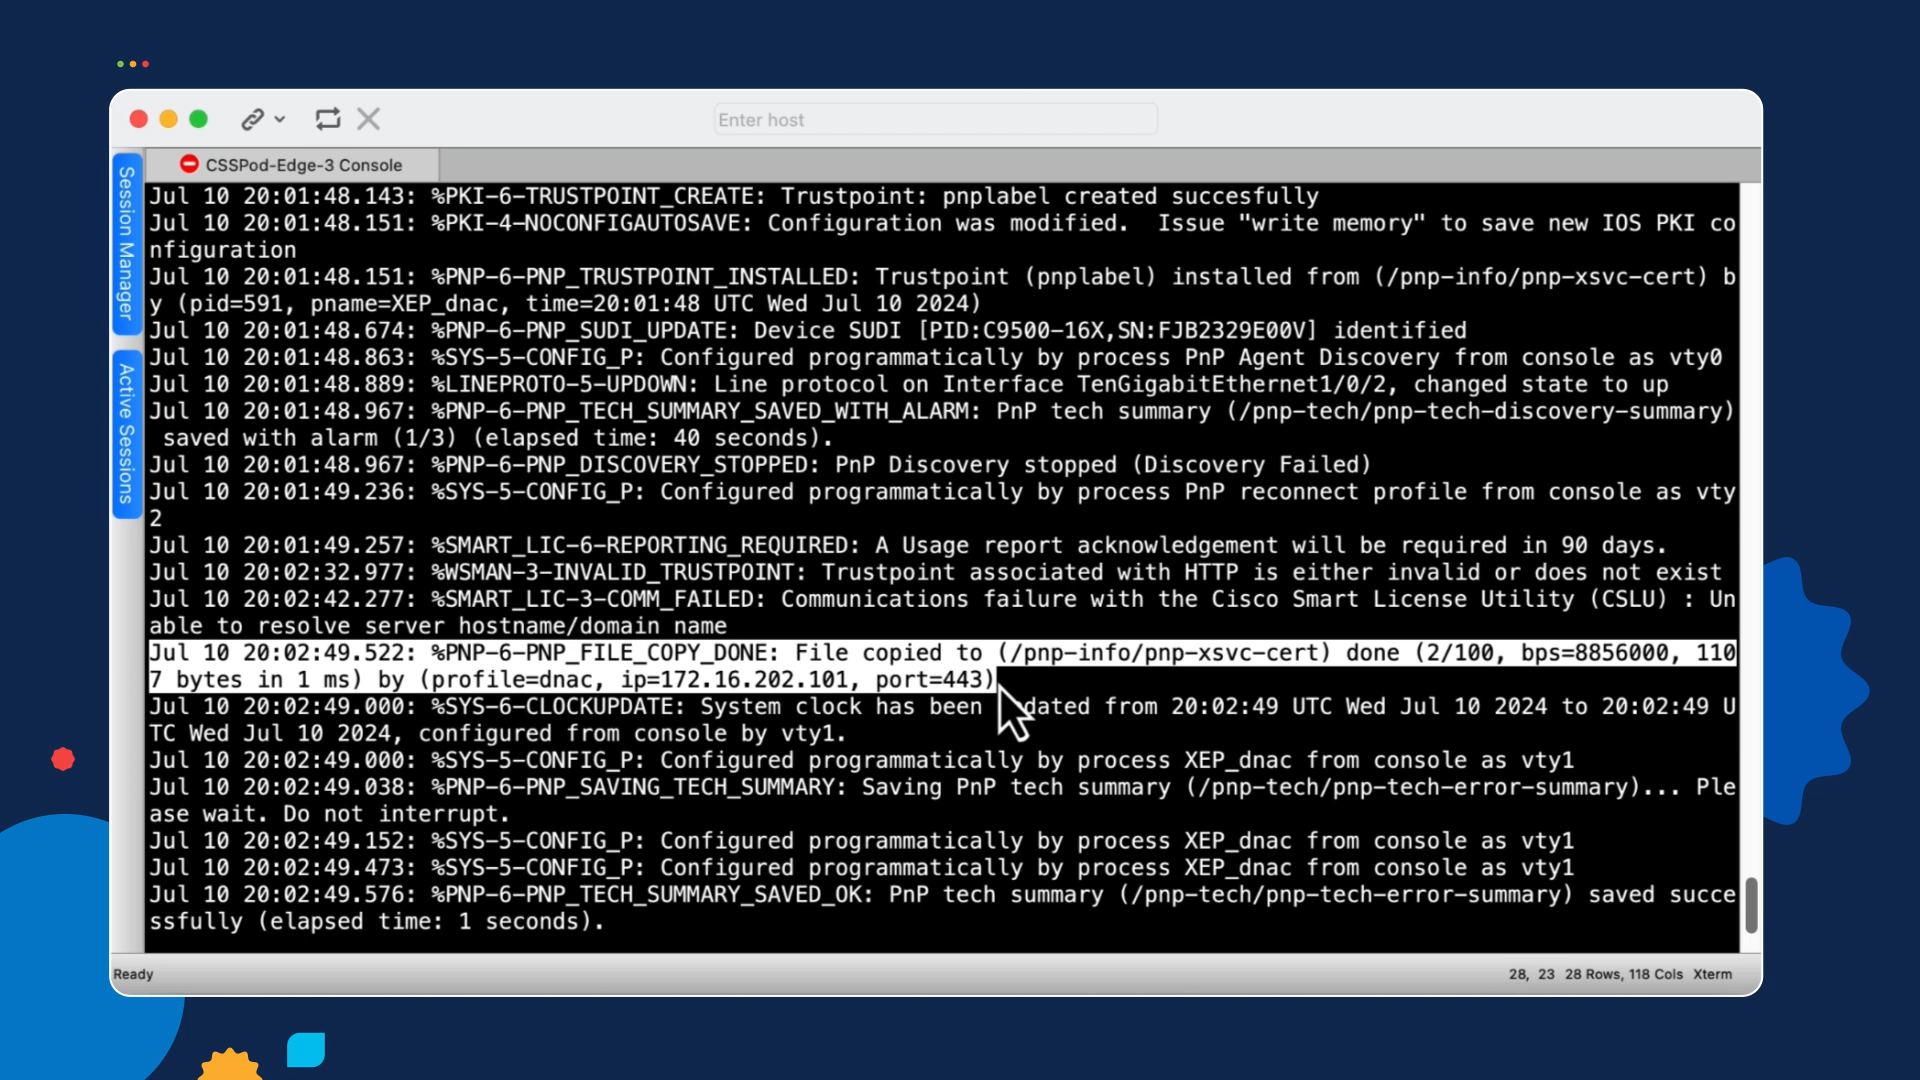 Enter host
Session Manager
Active Sessions
CSSPod-Edge-3 Console
Jul 10 20:01:48.143: %PKI-6-TRUSTPOINT_CREATE: Trustpoint: pnplabel created succesfully
Jul 10 20:01:48.151: %PKI-4-NOCONFIGAUTOSAVE: Configuration was modified.  Issue "write memory" to save new IOS PKI co
nfiguration
Jul 10 20:01:48.151: %PNP-6-PNP_TRUSTPOINT_INSTALLED: Trustpoint (pnplabel) installed from (/pnp-info/pnp-xsvc-cert) b
y (pid=591, pname=XEP_dnac, time=20:01:48 UTC Wed Jul 10 2024)
Jul 10 20:01:48.674: %PNP-6-PNP_SUDI_UPDATE: Device SUDI [PID:C9500-16X,SN:FJB2329E00V] identified
Jul 10 20:01:48.863: %SYS-5-CONFIG_P: Configured programmatically by process PnP Agent Discovery from console as vty0
Jul 10 20:01:48.889: %LINEPROTO-5-UPDOWN: Line protocol on Interface TenGigabitEthernet1/0/2, changed state to up
Jul 10 20:01:48.967: %PNP-6-PNP_TECH_SUMMARY_SAVED_WITH_ALARM: PnP tech summary (/pnp-tech/pnp-tech-discovery-summary)
 saved with alarm (1/3) (elapsed time: 40 seconds).
Jul 10 20:01:48.967: %PNP-6-PNP_DISCOVERY_STOPPED: PnP Discovery stopped (Discovery Failed)
Jul 10 20:01:49.236: %SYS-5-CONFIG_P: Configured programmatically by process PnP reconnect profile from console as vty
2
Jul 10 20:01:49.257: %SMART_LIC-6-REPORTING_REQUIRED: A Usage report acknowledgement will be required in 90 days.
Jul 10 20:02:32.977: %WSMAN-3-INVALID_TRUSTPOINT: Trustpoint associated with HTTP is either invalid or does not exist
Jul 10 20:02:42.277: %SMART_LIC-3-COMM_FAILED: Communications failure with the Cisco Smart License Utility (CSLU) : Un
able to resolve server hostname/domain name
Jul 10 20:02:49.522: %PNP-6-PNP_FILE_COPY_DONE: File copied to (/pnp-info/pnp-xsvc-cert) done (2/100, bps=8856000, 110
7 bytes in 1 ms) by (profile=dnac, ip=172.16.202.101, port=443)
Jul 10 20:02:49.000: %SYS-6-CLOCKUPDATE: System clock has been dated from 20:02:49 UTC Wed Jul 10 2024 to 20:02:49 U
TC Wed Jul 10 2024, configured from console by vty1.
Jul 10 20:02:49.000: %SYS-5-CONFIG_P: Configured programmatically by process XEP_dnac from console as vty1
Jul 10 20:02:49.038: %PNP-6-PNP_SAVING_TECH_SUMMARY: Saving PnP tech summary (/pnp-tech/pnp-tech-error-summary)... Ple
ase wait. Do not interrupt.
Jul 10 20:02:49.152: %SYS-5-CONFIG_P: Configured programmatically by process XEP_dnac from console as vty1
Jul 10 20:02:49.473: %SYS-5-CONFIG_P: Configured programmatically by process XEP_dnac from console as vty1
Jul 10 20:02:49.576: %PNP-6-PNP_TECH_SUMMARY_SAVED_OK: PnP tech summary (/pnp-tech/pnp-tech-error-summary) saved succe
ssfully (elapsed time: 1 seconds).
Ready
28, 23 28 Rows, 118 Cols Xterm